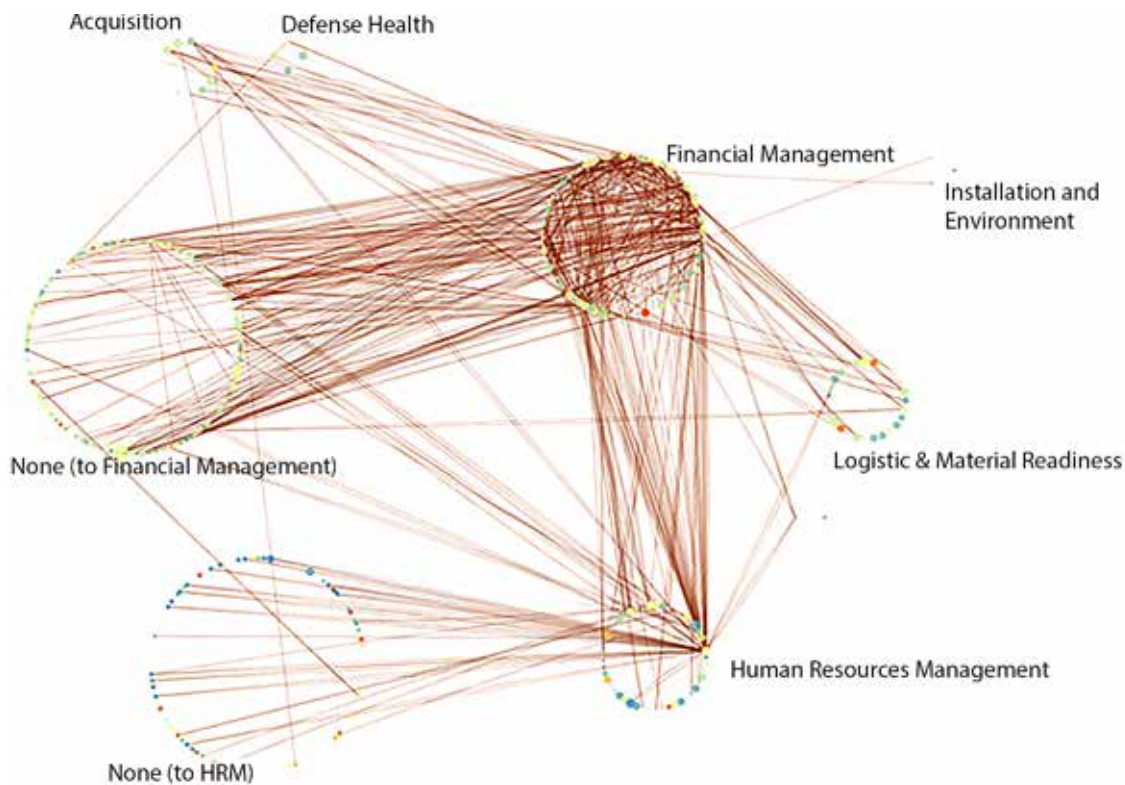 Acquisition
Defense Health
Financial Management
Installation and
Environment
None (to Financial Management)
Logistic & Material Readiness
Human Resources Management
None (to HRM)